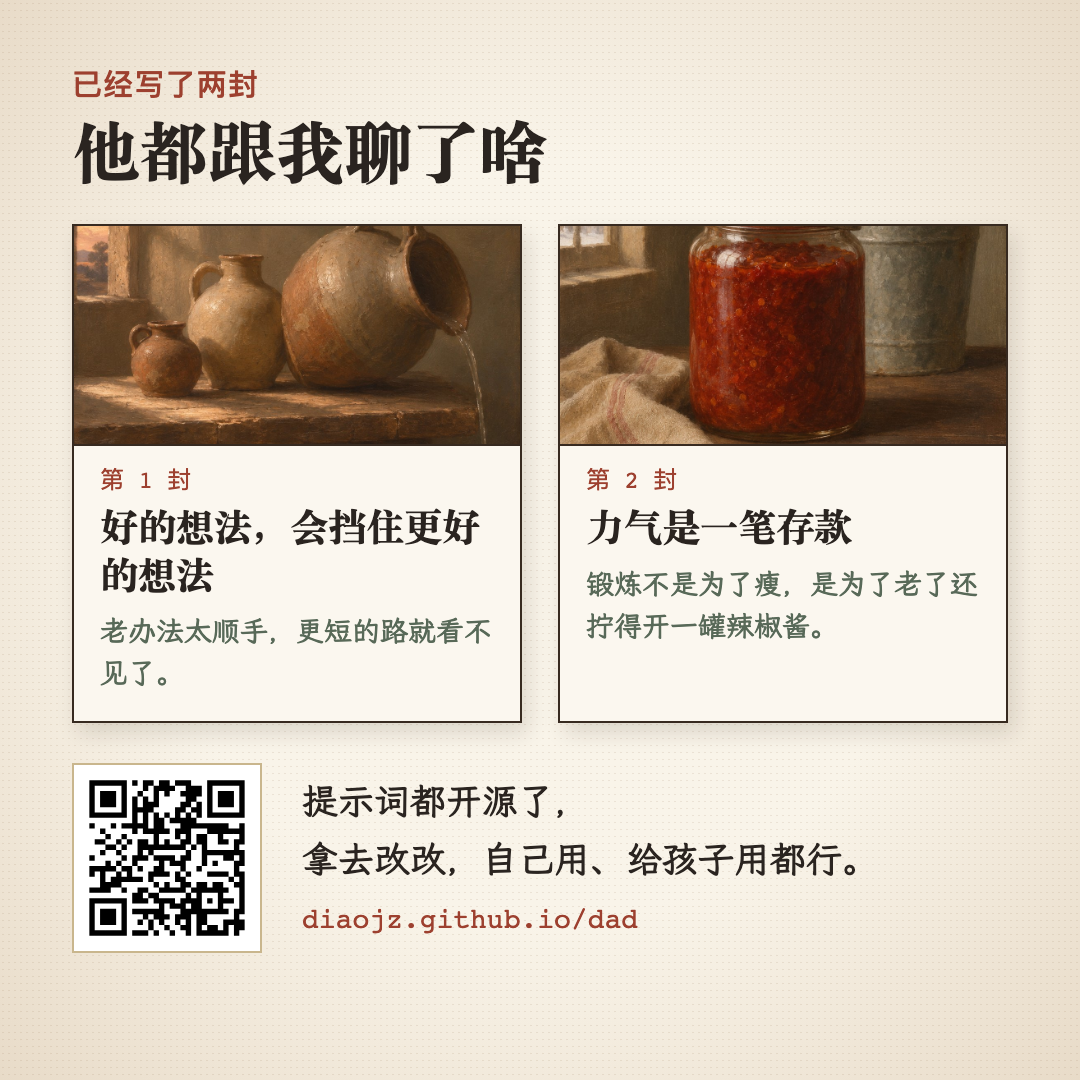 已经写了两封
他都跟我聊了啥
第 1 封
好的想法，会挡住更好
的想法
老办法太顺手，更短的路就看不
见了。
第 2 封
力气是一笔存款
锻炼不是为了瘦，是为了老了还
拧得开一罐辣椒酱。
提示词都开源了，
拿去改改，自己用、给孩子用都行。
diaojz.github.io/dad